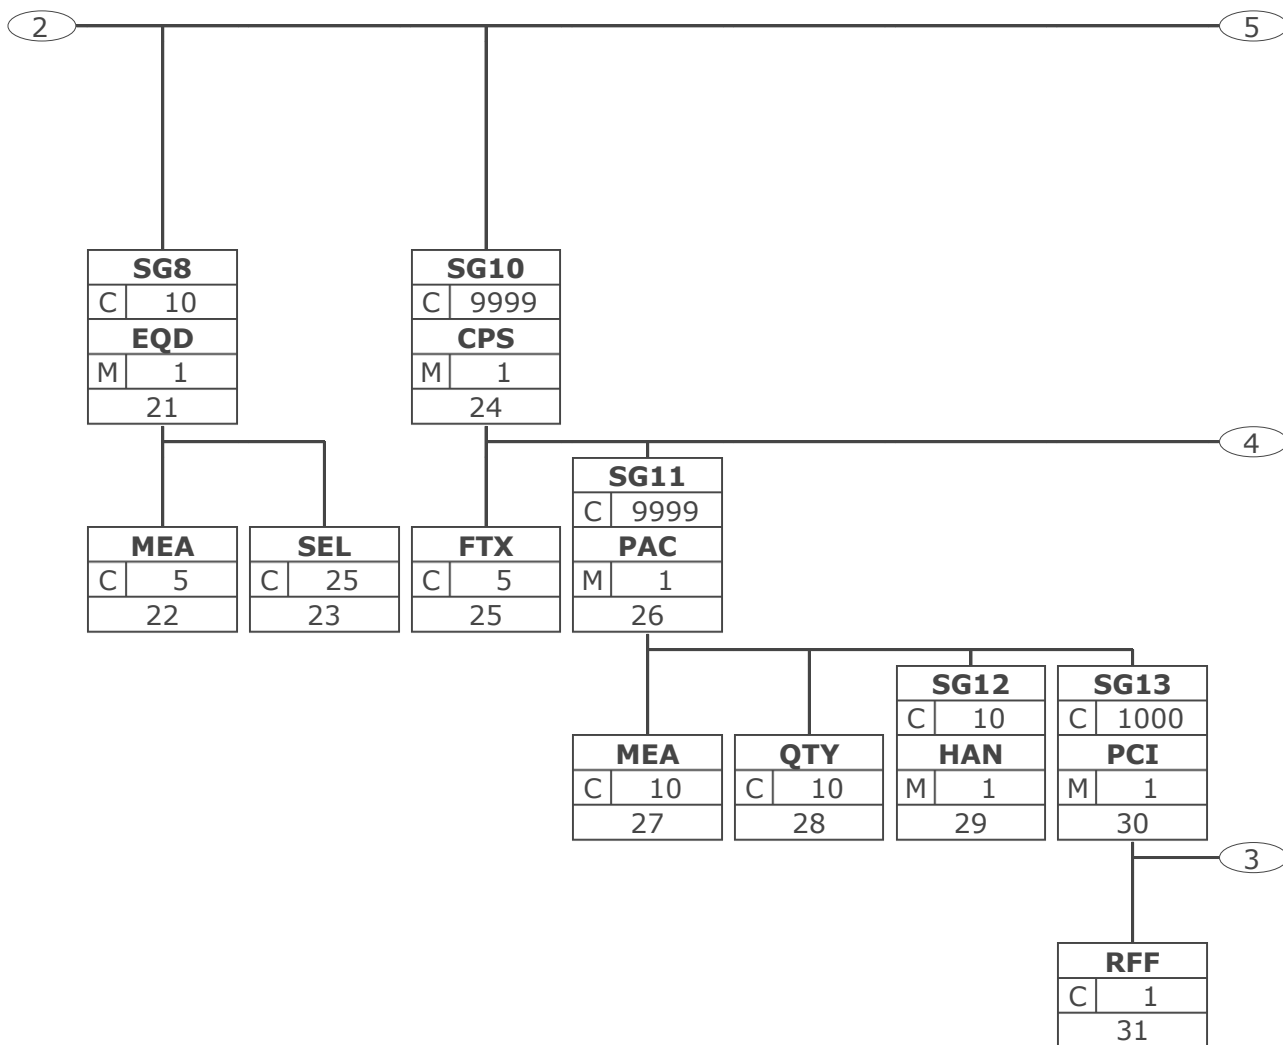 2
5
SG8
C 10
EQD
M 1
21
SG10
C 9999
CPS
M 1
24
4
MEA
C 5
22
SEL
C 25
23
FTX
C 5
25
SG11
C 9999
PAC
M 1
26
MEA
C 10
27
QTY
C 10
28
SG12
C 10
HAN
M 1
29
SG13
C 1000
PCI
M 1
30
3
RFF
C 1
31